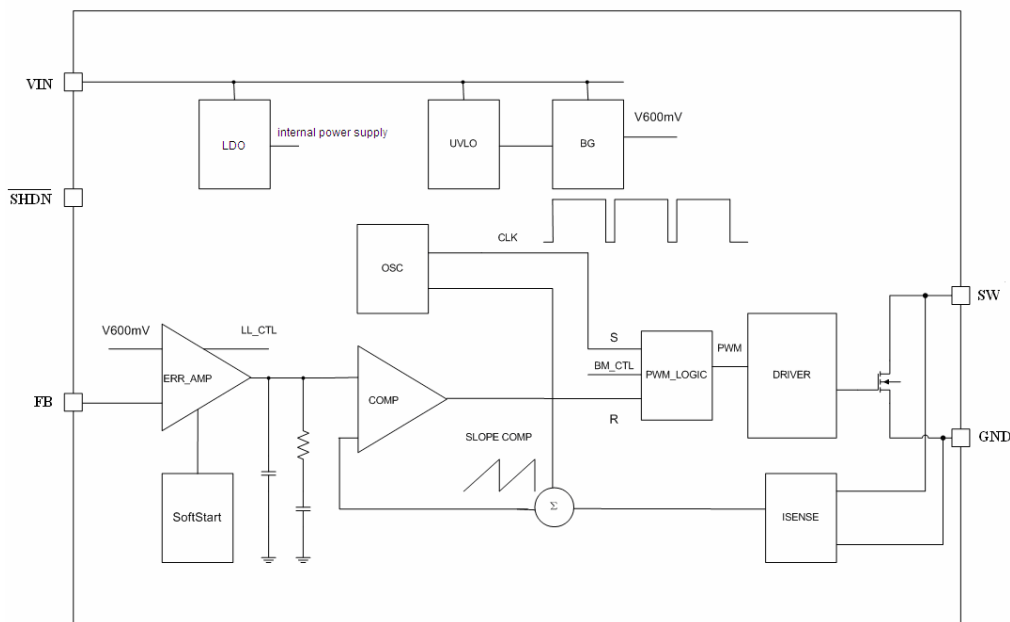 VIN
LDO
internal power supply
UVLO
BG
V600mV
SHDN
OSC
CLK
SW
V600mV
LL_CTL
ERR_AMP
FB
COMP
S
BM_CTL
R
PWM_LOGIC
PWM
DRIVER
GND
SLOPE COMP
SoftStart
Σ
ISENSE